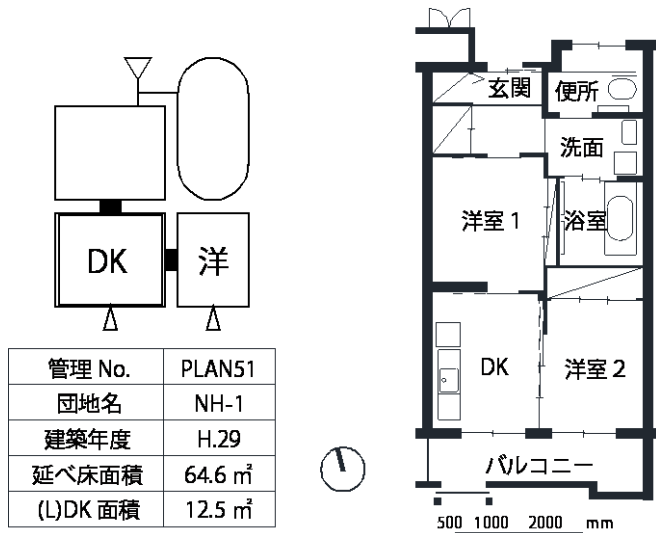 DK
洋
管理 No. PLAN51
団地名 NH-1
建築年度 H.29
延べ床面積 64.6 ㎡
(L)DK 面積 12.5 ㎡
玄関
便所
洗面
洋室 1
浴室
DK
洋室 2
バルコニー
500 1000 2000 mm